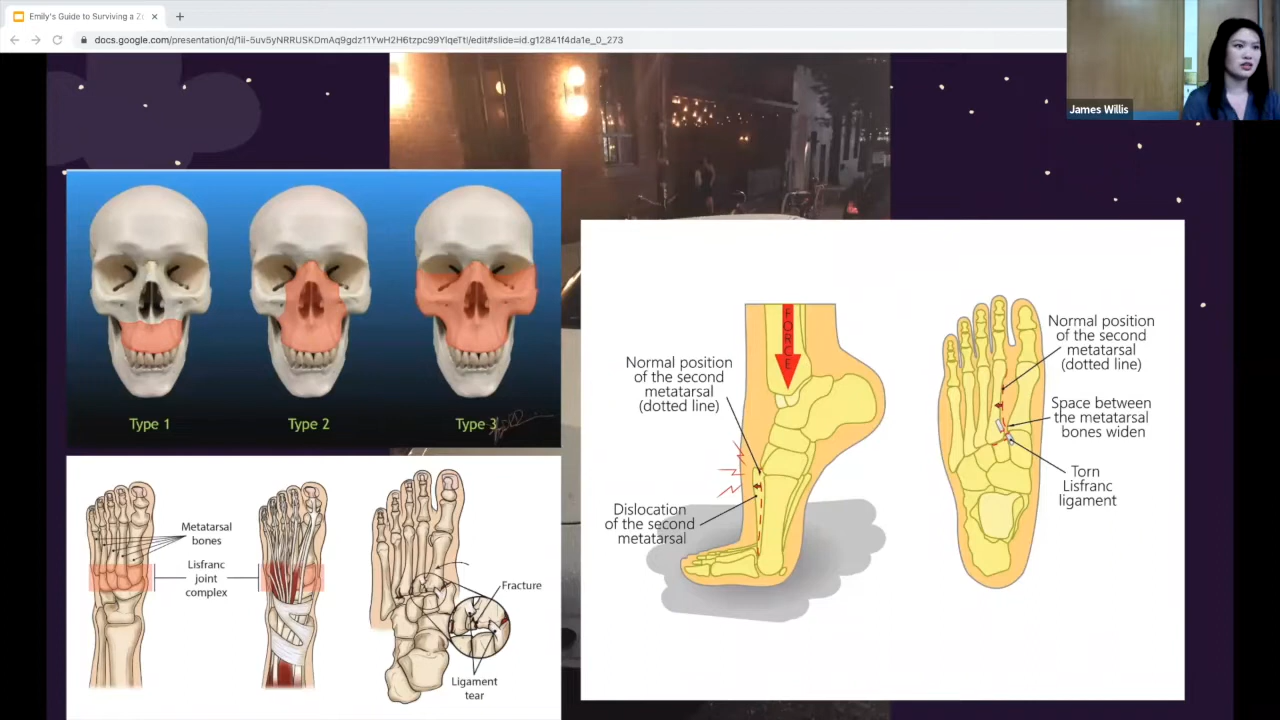 Emily's Guide to Surviving a Z
docs.google.com/presentation/d/1li-5uv5yNRRUSKDmAq9gdz11YwH2H6tzpc99YlqeTtI/edit#slide=id.g12841f4da1e_0_273
James Willis
Type 1
Type 2
Type 3
Metatarsal
bones
Lisfranc
joint
complex
Fracture
Ligament
tear
FORCE
Normal position
of the second
metatarsal
(dotted line)
Dislocation
of the second
metatarsal
Normal position
of the second
metatarsal
(dotted line)
Space between
the metatarsal
bones widen
Torn
Lisfranc
ligament